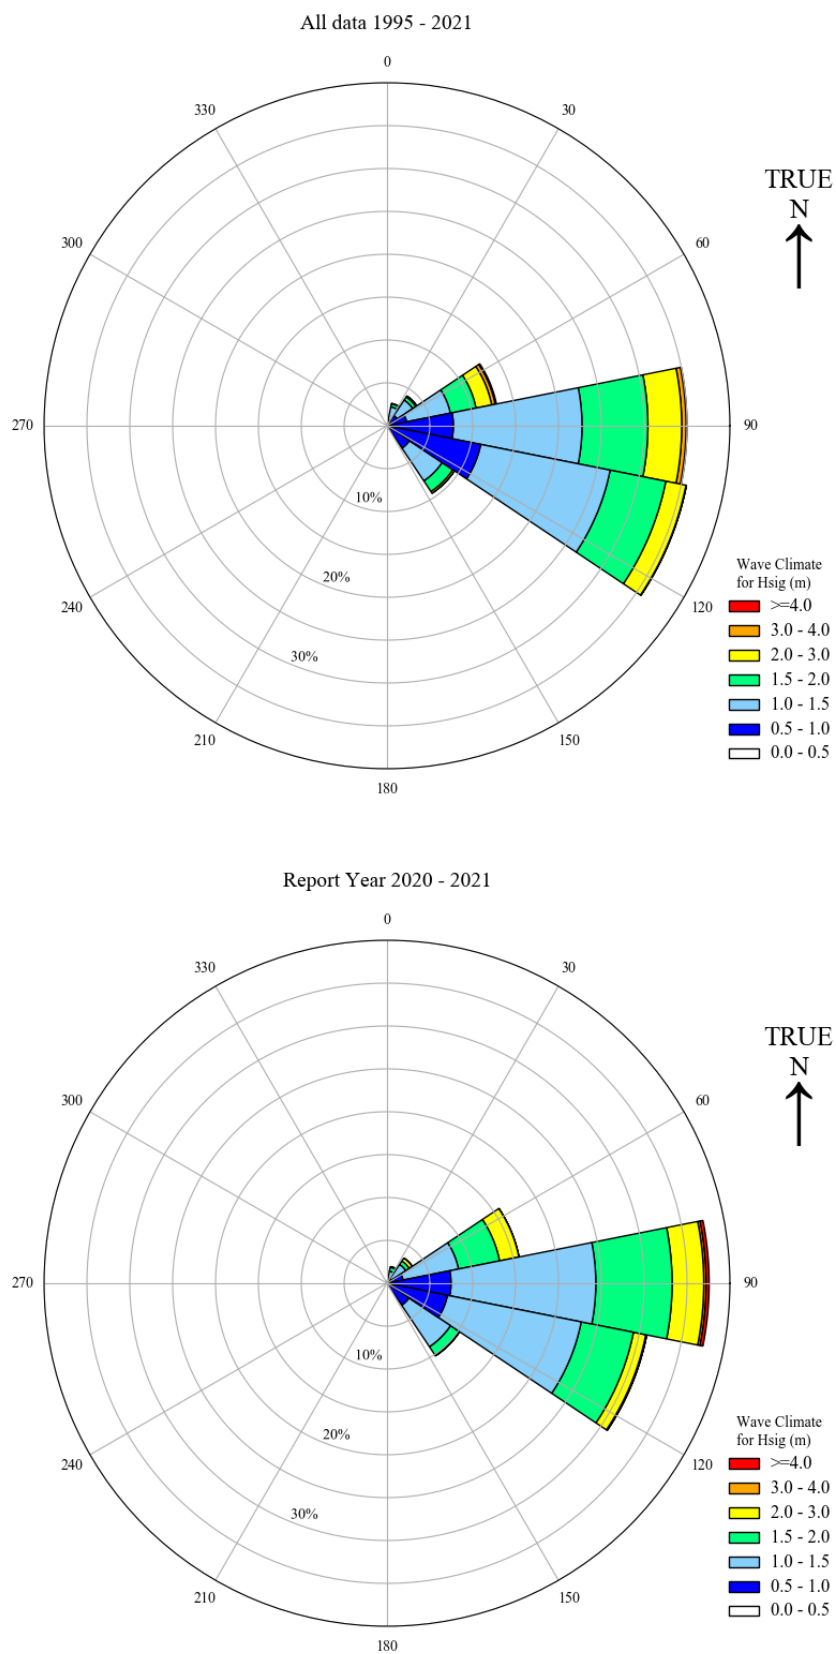 All data 1995 - 2021
0
330
30
TRUE
N
300
60
270
90
10%
20%
30%
240
120
210
150
180
Wave Climate
for Hsig (m)
>=4.0
3.0 - 4.0
2.0 - 3.0
1.5 - 2.0
1.0 - 1.5
0.5 - 1.0
0.0 - 0.5
Report Year 2020 - 2021
0
330
30
TRUE
N
300
60
270
90
10%
20%
30%
240
120
210
150
180
Wave Climate
for Hsig (m)
>=4.0
3.0 - 4.0
2.0 - 3.0
1.5 - 2.0
1.0 - 1.5
0.5 - 1.0
0.0 - 0.5